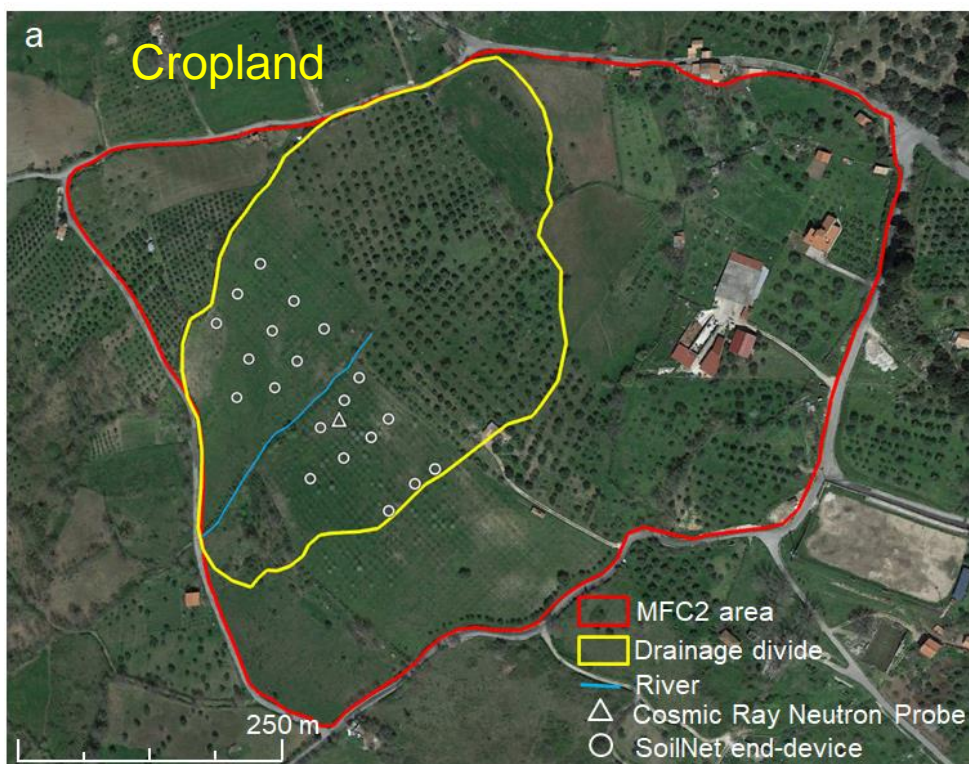 a
Cropland
MFC2 area
Drainage divide
River
Cosmic Ray Neutron Probe
SoilNet end-device
250 m